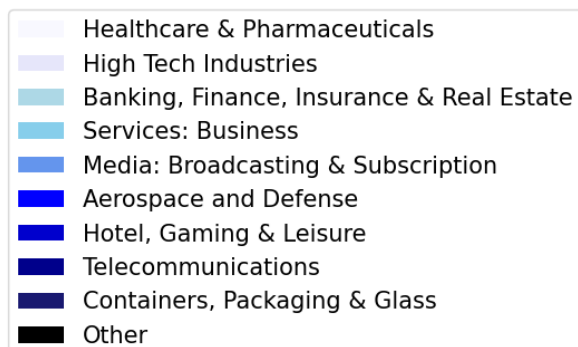 Healthcare & Pharmaceuticals
High Tech Industries
Banking, Finance, Insurance & Real Estate
Services: Business
Media: Broadcasting & Subscription
Aerospace and Defense
Hotel, Gaming & Leisure
Telecommunications
Containers, Packaging & Glass
Other